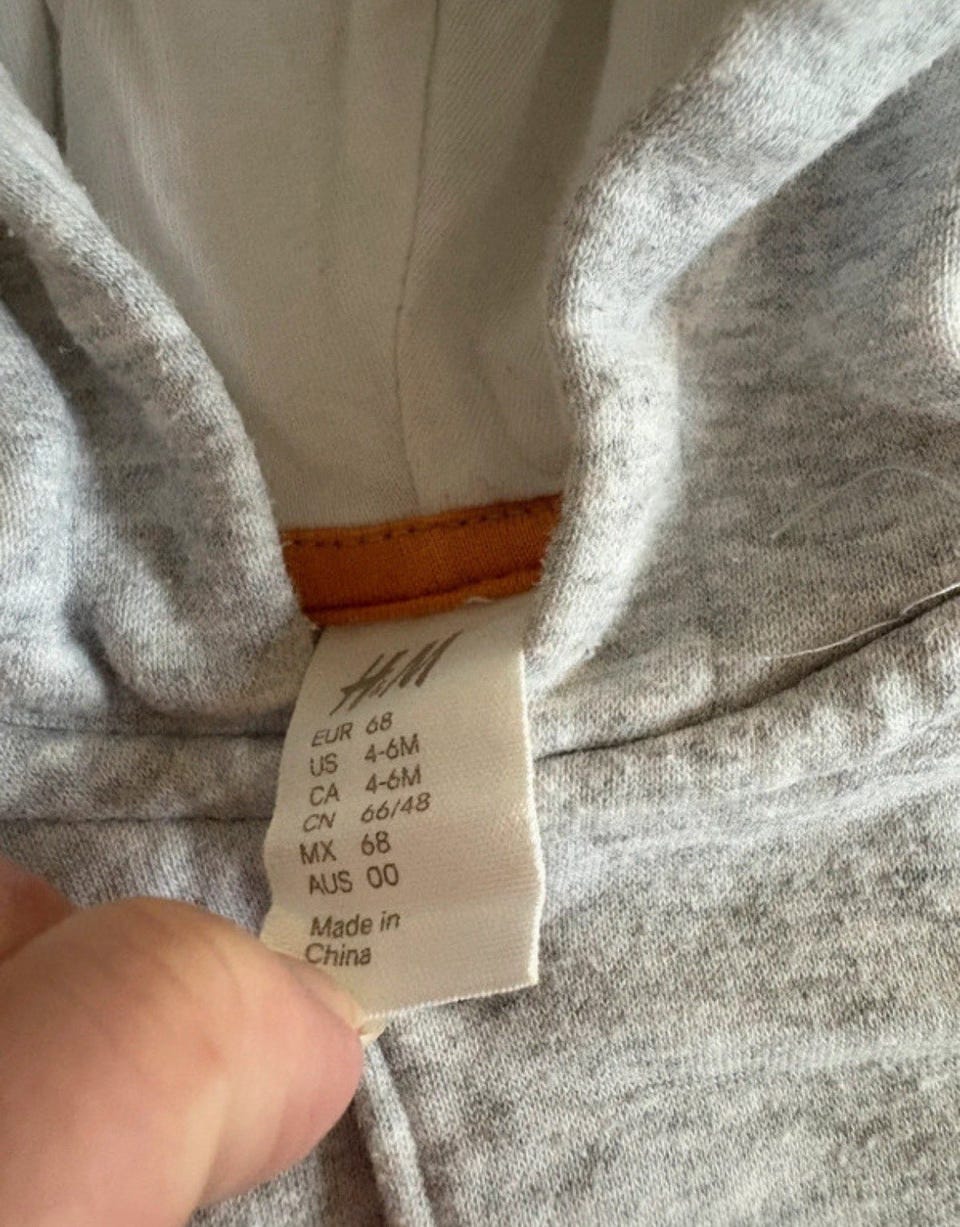 H&M
EUR 68
US 4-6M
CA 4-6M
CN 66/48
MX 68
AUS 00
Made in
China